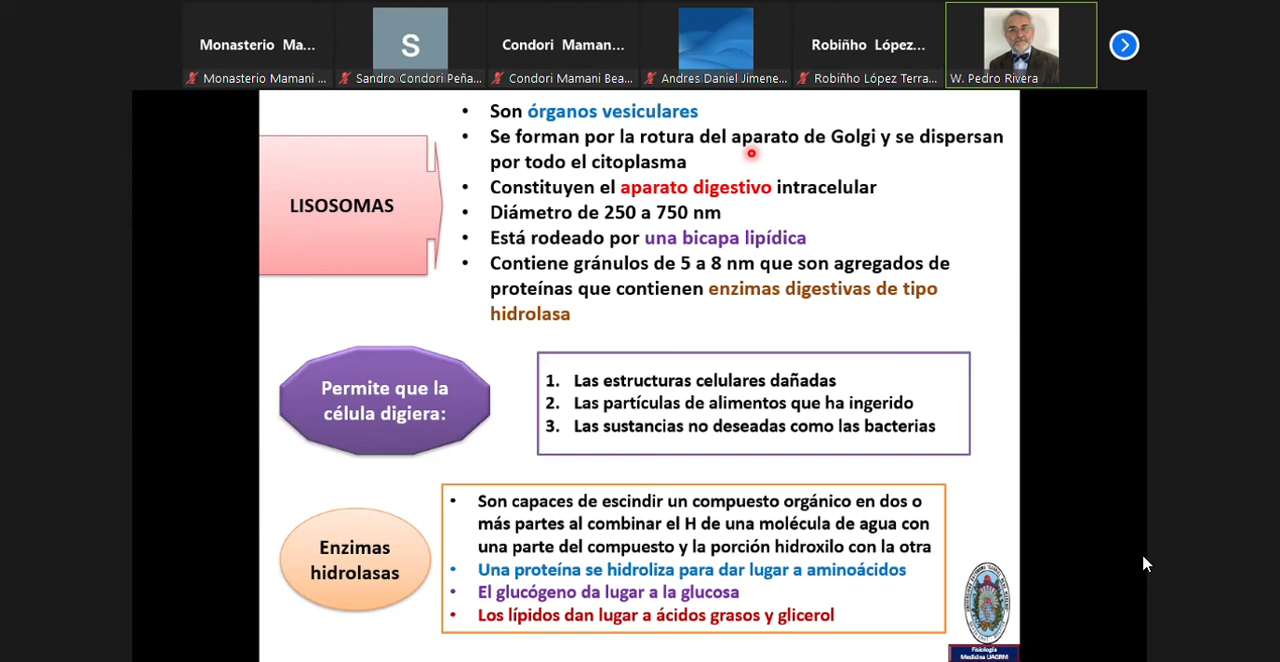 Monasterio Ma...
S
Condori Maman...
Robiñho López...
Monasterio Mamani ...
Sandro Condori Peña...
Condori Mamani Bea...
Andres Daniel Jimene...
Robiñho López Terra...
W. Pedro Rivera
LISOSOMAS
• Son órganos vesiculares
• Se forman por la rotura del aparato de Golgi y se dispersan
por todo el citoplasma
• Constituyen el aparato digestivo intracelular
• Diámetro de 250 a 750 nm
• Está rodeado por una bicapa lipídica
• Contiene gránulos de 5 a 8 nm que son agregados de
proteínas que contienen enzimas digestivas de tipo
hidrolasa
Permite que la
célula digiera:
1. Las estructuras celulares dañadas
2. Las partículas de alimentos que ha ingerido
3. Las sustancias no deseadas como las bacterias
Enzimas
hidrolasas
• Son capaces de escindir un compuesto orgánico en dos o
más partes al combinar el H de una molécula de agua con
una parte del compuesto y la porción hidroxilo con la otra
• Una proteína se hidroliza para dar lugar a aminoácidos
• El glucógeno da lugar a la glucosa
• Los lípidos dan lugar a ácidos grasos y glicerol
Fisiología
Medicina UAGRM